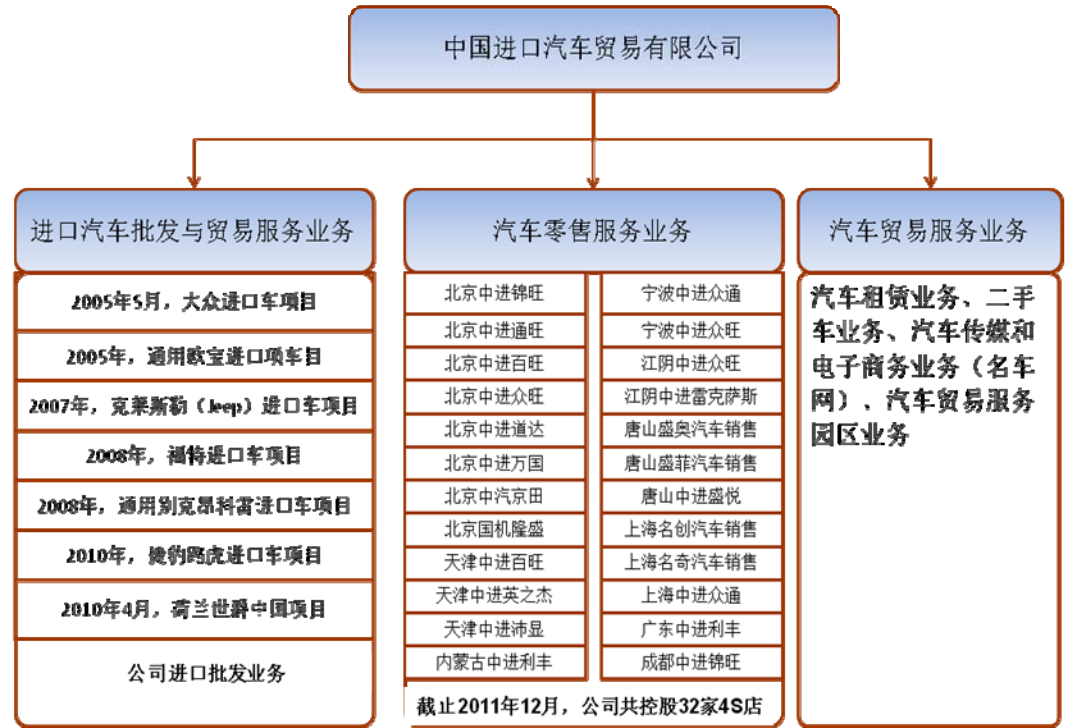 中国进口汽车贸易有限公司
进口汽车批发与贸易服务业务
2005年5月，大众进口车项目
2005年，通用欧宝进口项车目
2007年，克莱斯勒（Jeep）进口车项目
2008年，福特进口车项目
2008年，通用别克昂科雷进口车项目
2010年，捷豹路虎进口车项目
2010年4月，荷兰世爵中国项目
公司进口批发业务
汽车零售服务业务
北京中进锦旺
宁波中进众通
北京中进通旺
宁波中进众旺
北京中进百旺
江阴中进众旺
北京中进众旺
江阴中进雷克萨斯
北京中进道达
唐山盛奥汽车销售
北京中进万国
唐山盛菲汽车销售
北京中汽京田
唐山中进盛悦
北京国机隆盛
上海名创汽车销售
天津中进百旺
上海名奇汽车销售
天津中进英之杰
上海中进众通
天津中进沛显
广东中进利丰
内蒙古中进利丰
成都中进锦旺
截止2011年12月，公司共控股32家4S店
汽车贸易服务业务
汽车租赁业务、二手
车业务、汽车传媒和
电子商务业务（名车
网）、汽车贸易服务
园区业务